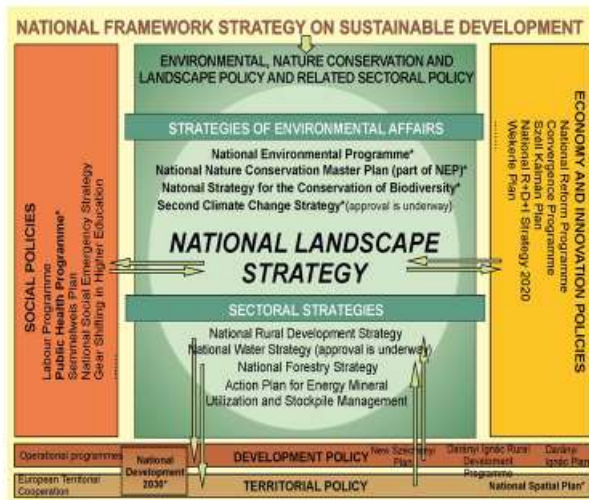 NATIONAL FRAMEWORK STRATEGY ON SUSTAINABLE DEVELOPMENT
ENVIRONMENTAL, NATURE CONSERVATION AND
LANDSCAPE POLICY AND RELATED SECTORAL POLICY
STRATEGIES OF ENVIRONMENTAL AFFAIRS
National Environmental Programme*
National Nature Conservation Master Plan (part of NEP)*
Natonal Strategy for the Conservation of Biodiversity*
Second Climate Change Strategy*(approval is underway)
NATIONAL LANDSCAPE
STRATEGY
SECTORAL STRATEGIES
National Rural Development Strategy
National Water Strategy (approval is underway)
National Forestry Strategy
Action Plan for Energy Mineral
Utilization and Stockpile Management
SOCIAL POLICIES
Labour Programme
Public Health Programme*
Semmelweis Plan
National Social Emergency Strategy
Gear Shifting in Higher Education
........
ECONOMY AND INNOVATION POLICIES
National Reform Programme
Convergence Programme
Széll Kálmán Plan
National R+D+I Strategy 2020
Wekerle Plan
........
Operational programmes
National
Development
2030*
DEVELOPMENT POLICY
New Széchenyi
Plan
Darányi Ignác Rural
Develoment
Programme
Darányi
Ignác Plan
European Territorial
Cooperation
TERRITORIAL POLICY
National Spatial Plan*